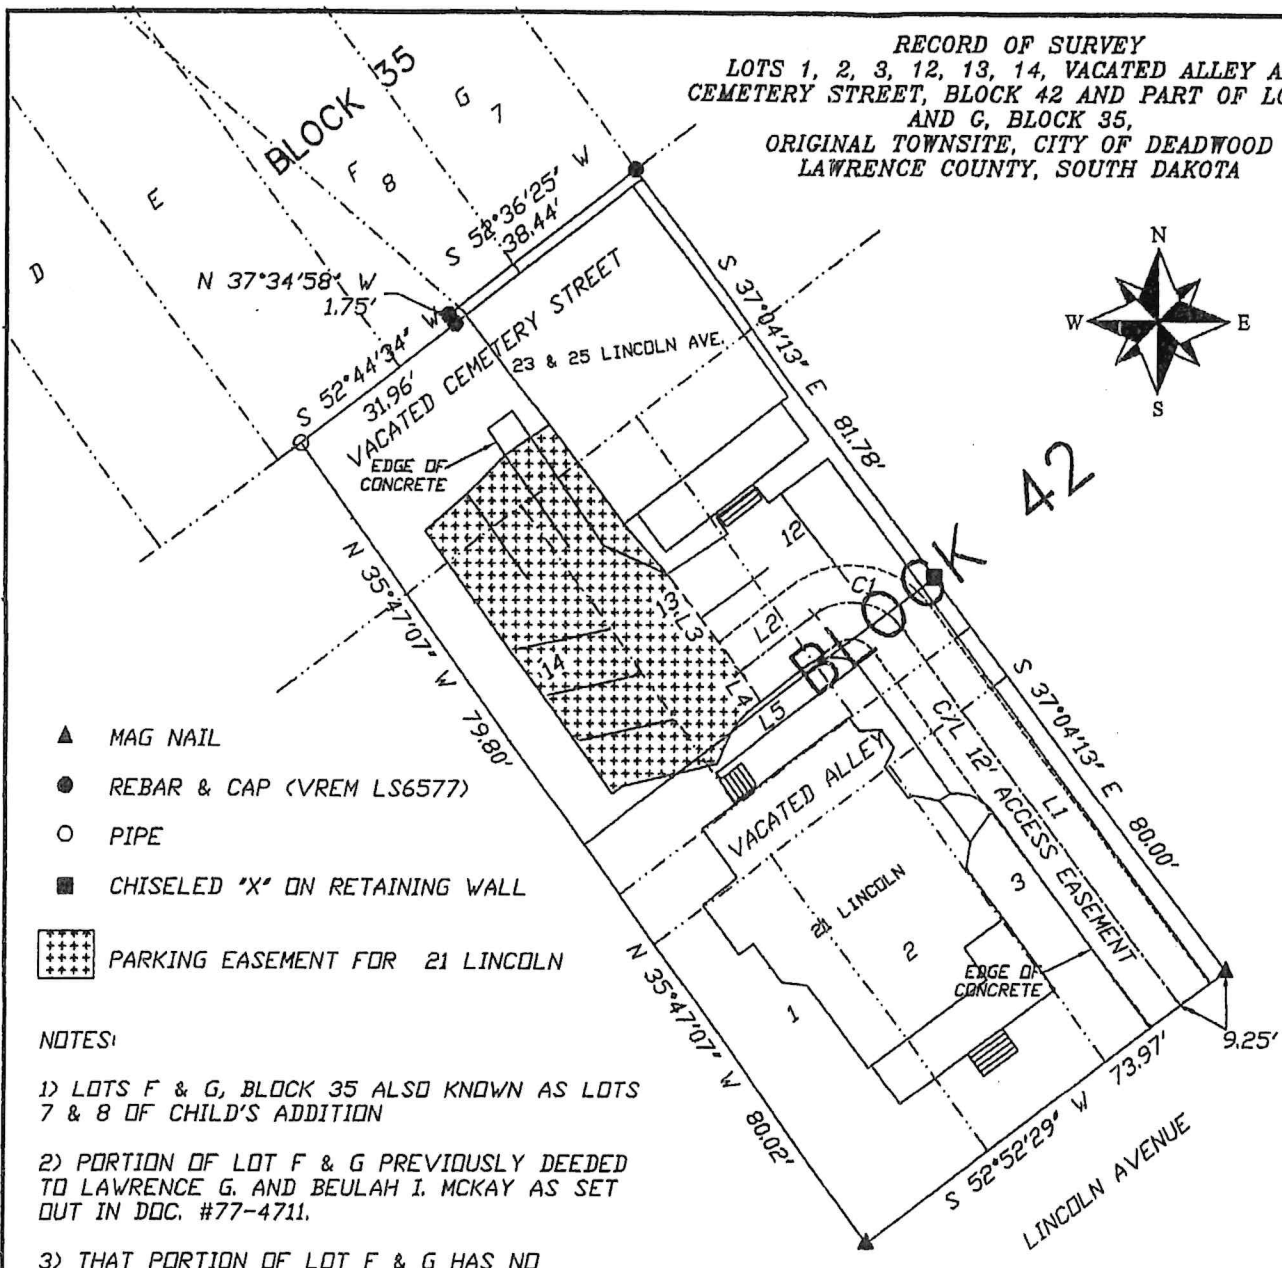 RECORD OF SURVEY
LOTS 1, 2, 3, 12, 13, 14, VACATED ALLEY A
CEMETERY STREET, BLOCK 42 AND PART OF LO
AND G, BLOCK 35,
ORIGINAL TOWNSITE, CITY OF DEADWOOD
LAWRENCE COUNTY, SOUTH DAKOTA
BLOCK 35
G
7
F
8
E
D
S 52°36'25" W
38.44'
N 37°34'58" W
1.75'
S 52°44'34" W
31.96'
VACATED CEMETERY STREET
23 & 25 LINCOLN AVE.
S 37°04'13" E 81.78'
N
W E
S
EDGE OF
CONCRETE
BLOCK 42
12
13
14
L3
L2
C1
L4
L5
N 35°47'07" W 79.80'
S 37°04'13" E 80.00'
C/L 12' ACCESS EASEMENT
L1
VACATED ALLEY
21 LINCOLN
3
2
1
EDGE OF
CONCRETE
N 35°47'07" W 80.02'
S 52°52'29" W 73.97'
9.25'
LINCOLN AVENUE
MAG NAIL
REBAR & CAP (VREM LS6577)
PIPE
CHISELED "X" ON RETAINING WALL
PARKING EASEMENT FOR 21 LINCOLN
NOTES:
1) LOTS F & G, BLOCK 35 ALSO KNOWN AS LOTS
7 & 8 OF CHILD'S ADDITION
2) PORTION OF LOT F & G PREVIOUSLY DEEDED
TO LAWRENCE G. AND BEULAH I. MCKAY AS SET
OUT IN DOC. #77-4711.
3) THAT PORTION OF LOT F & G HAS NO